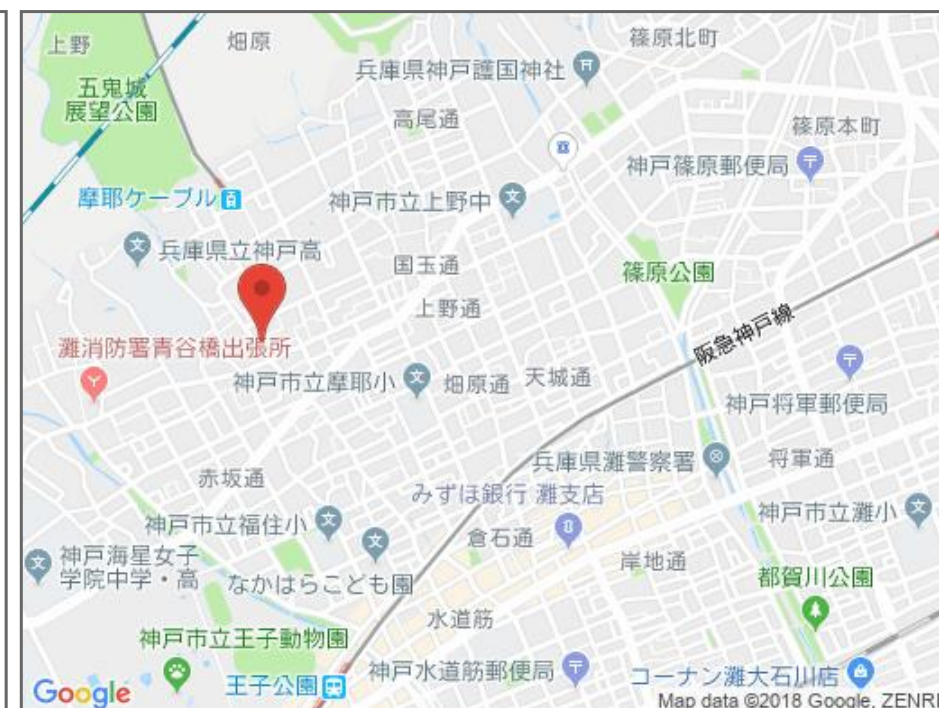 上野
畑原
篠原北町
兵庫県神戸護国神社
五鬼城
展望公園
高尾通
篠原本町
神戸篠原郵便局
摩耶ケーブル
神戸市立上野中
兵庫県立神戸高
国玉通
篠原公園
上野通
阪急神戸線
灘消防署青谷橋出張所
神戸市立摩耶小
畑原通
天城通
神戸将軍郵便局
兵庫県灘警察署
将軍通
赤坂通
みずほ銀行 灘支店
神戸市立福住小
倉石通
神戸市立灘小
神戸海星女子
学院中学・高
なかはらこども園
岸地通
都賀川公園
水道筋
神戸市立王子動物園
神戸水道筋郵便局
コーナン灘大石川店
王子公園
Google
Map data ©2018 Google, ZENRI